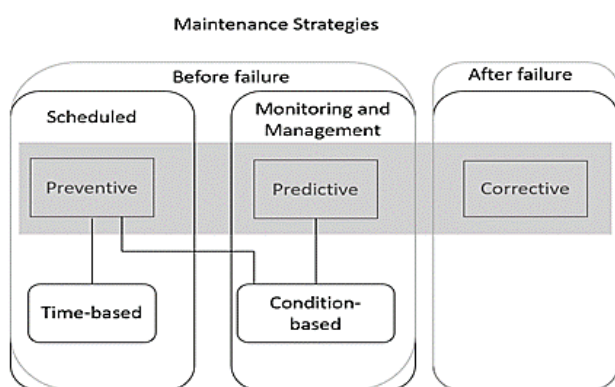 Maintenance Strategies
Before failure
After failure
Scheduled
Monitoring and
Management
Preventive
Predictive
Corrective
Time-based
Condition-
based